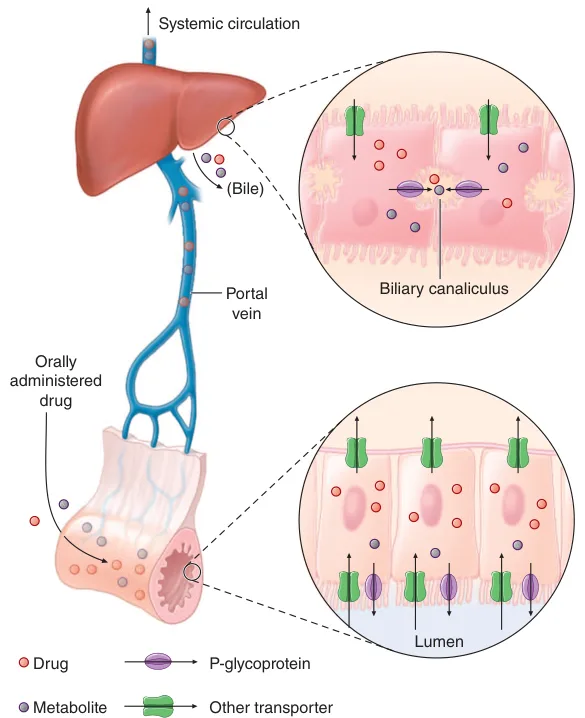 Systemic circulation
(Bile)
Biliary canaliculus
Portal
vein
Orally
administered
drug
Lumen
Drug
P-glycoprotein
Metabolite
Other transporter